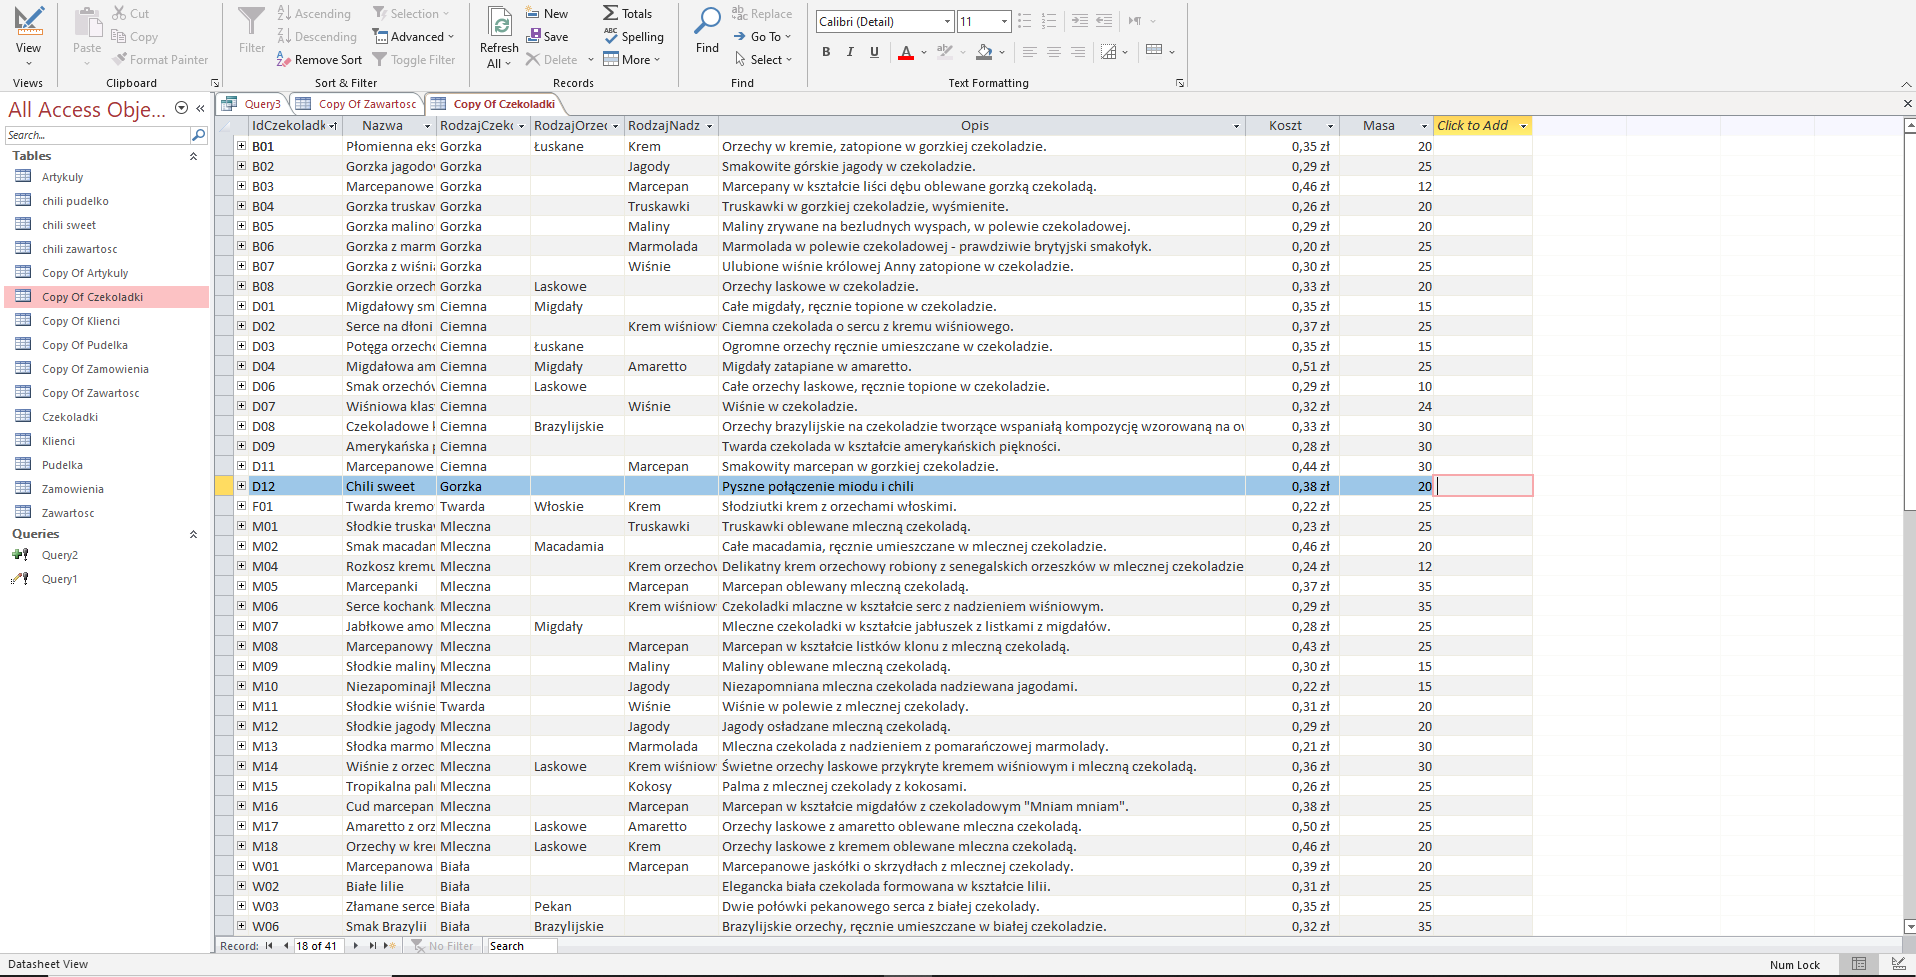 View
Views
Paste
Cut
Copy
Format Painter
Clipboard
Filter
Ascending
Descending
Remove Sort
Selection
Advanced
Toggle Filter
Sort & Filter
Refresh
All
New
Save
Delete
Totals
Spelling
More
Records
Find
Replace
Go To
Select
Find
Calibri (Detail) 11
B I U A
Text Formatting
All Access Obje...
Search...
Tables
Artykuly
chili pudelko
chili sweet
chili zawartosc
Copy Of Artykuly
Copy Of Czekoladki
Copy Of Klienci
Copy Of Pudelka
Copy Of Zamowienia
Copy Of Zawartosc
Czekoladki
Klienci
Pudelka
Zamowienia
Zawartosc
Queries
Query2
Query1
Query3 Copy Of Zawartosc Copy Of Czekoladki
IdCzekoladk Nazwa RodzajCzeko RodzajOrzec RodzajNadz Opis Koszt Masa Click to Add
B01 Płomienna eks Gorzka Łuskane Krem Orzechy w kremie, zatopione w gorzkiej czekoladzie. 0,35 zł 20
B02 Gorzka jagodov Gorzka Jagody Smakowite górskie jagody w czekoladzie. 0,29 zł 25
B03 Marcepanowe Gorzka Marcepan Marcepany w kształcie liści dębu oblewane gorzką czekoladą. 0,46 zł 12
B04 Gorzka truskaw Gorzka Truskawki Truskawki w gorzkiej czekoladzie, wyśmienite. 0,26 zł 20
B05 Gorzka malinov Gorzka Maliny Maliny zrywane na bezludnych wyspach, w polewie czekoladowej. 0,29 zł 20
B06 Gorzka z marm Gorzka Marmolada Marmolada w polewie czekoladowej - prawdziwie brytyjski smakołyk. 0,20 zł 25
B07 Gorzka z wiśnia Gorzka Wiśnie Ulubione wiśnie królowej Anny zatopione w czekoladzie. 0,30 zł 25
B08 Gorzkie orzech Gorzka Laskowe Orzechy laskowe w czekoladzie. 0,33 zł 20
D01 Migdałowy sm Ciemna Migdały Całe migdały, ręcznie topione w czekoladzie. 0,35 zł 15
D02 Serce na dłoni Ciemna Krem wiśniow Ciemna czekolada o sercu z kremu wiśniowego. 0,37 zł 25
D03 Potęga orzecho Ciemna Łuskane Ogromne orzechy ręcznie umieszczane w czekoladzie. 0,35 zł 15
D04 Migdałowa am Ciemna Migdały Amaretto Migdały zatapiane w amaretto. 0,51 zł 25
D06 Smak orzechów Ciemna Laskowe Całe orzechy laskowe, ręcznie topione w czekoladzie. 0,29 zł 10
D07 Wiśniowa klas Ciemna Wiśnie Wiśnie w czekoladzie. 0,32 zł 24
D08 Czekoladowe k Ciemna Brazylijskie Orzechy brazylijskie na czekoladzie tworzące wspaniałą kompozycję wzorowaną na ov 0,33 zł 30
D09 Amerykańska p Ciemna Twarda czekolada w kształcie amerykańskich piękności. 0,28 zł 30
D11 Marcepanowe Ciemna Marcepan Smakowity marcepan w gorzkiej czekoladzie. 0,44 zł 30
D12 Chili sweet Gorzka Pyszne połączenie miodu i chili 0,38 zł 20
F01 Twarda kremo Twarda Włoskie Krem Słodziutki krem z orzechami włoskimi. 0,22 zł 25
M01 Słodkie truskav Mleczna Truskawki Truskawki oblewane mleczną czekoladą. 0,23 zł 25
M02 Smak macadan Mleczna Macadamia Całe macadamia, ręcznie umieszczane w mlecznej czekoladzie. 0,46 zł 20
M04 Rozkosz kremu Mleczna Krem orzechov Delikatny krem orzechowy robiony z senegalskich orzeszków w mlecznej czekoladzie 0,24 zł 12
M05 Marcepanki Mleczna Marcepan Marcepan oblewany mleczną czekoladą. 0,37 zł 35
M06 Serce kochank Mleczna Krem wiśniow Czekoladki mlaczne w kształcie serc z nadzieniem wiśniowym. 0,29 zł 35
M07 Jabłkowe amo Mleczna Migdały Mleczne czekoladki w kształcie jabłuszek z listkami z migdałów. 0,28 zł 25
M08 Marcepanowy Mleczna Marcepan Marcepan w kształcie listków klonu z mleczną czekoladą. 0,43 zł 25
M09 Słodkie maliny Mleczna Maliny Maliny oblewane mleczną czekoladą. 0,30 zł 15
M10 Niezapominajk Mleczna Jagody Niezapomniana mleczna czekolada nadziewana jagodami. 0,22 zł 15
M11 Słodkie wiśnie Twarda Wiśnie Wiśnie w polewie z mlecznej czekolady. 0,31 zł 20
M12 Słodkie jagody Mleczna Jagody Jagody osładzane mleczną czekoladą. 0,29 zł 20
M13 Słodka marmo Mleczna Marmolada Mleczna czekolada z nadzieniem z pomarańczowej marmolady. 0,21 zł 30
M14 Wiśnie z orzec Mleczna Laskowe Krem wiśniow Świetne orzechy laskowe przykryte kremem wiśniowym i mleczną czekoladą. 0,36 zł 30
M15 Tropikalna pal Mleczna Kokosy Palma z mlecznej czekolady z kokosami. 0,26 zł 25
M16 Cud marcepan Mleczna Marcepan Marcepan w kształcie migdałów z czekoladowym "Mniam mniam". 0,38 zł 25
M17 Amaretto z orz Mleczna Laskowe Amaretto Orzechy laskowe z amaretto oblewane mleczna czekoladą. 0,50 zł 25
M18 Orzechy w krei Mleczna Laskowe Krem Orzechy laskowe z kremem oblewane mleczna czekoladą. 0,46 zł 20
W01 Marcepanowa Biała Marcepan Marcepanowe jaskółki o skrzydłach z mlecznej czekolady. 0,39 zł 20
W02 Białe lilie Biała Elegancka biała czekolada formowana w kształcie lilii. 0,31 zł 25
W03 Złamane serce Biała Pekan Dwie połówki pekanowego serca z białej czekolady. 0,35 zł 25
W06 Smak Brazylii Biała Brazylijskie Brazylijskie orzechy, ręcznie umieszczane w białej czekoladzie. 0,32 zł 35
Record: 18 of 41 No Filter Search
Datasheet View Num Lock